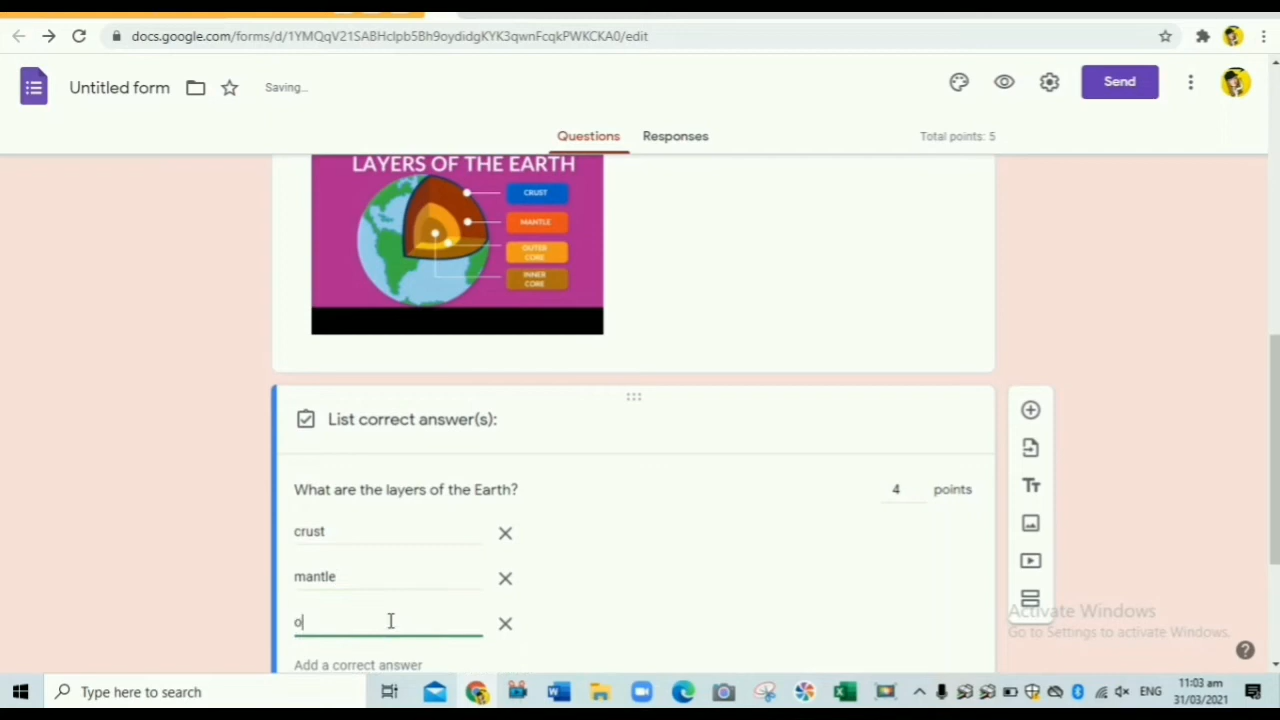 docs.google.com/forms/d/1YMQqV21SABHclpb5Bh9oydidgKYK3qwnFcqkPWKCKA0/edit
Untitled form
Saving...
Send
Questions
Responses
Total points: 5
LAYERS OF THE EARTH
CRUST
MANTLE
OUTER
CORE
INNER
CORE
List correct answer(s):
What are the layers of the Earth?
4 points
crust
mantle
o
Add a correct answer
Tт
Activate Windows
Go to Settings to activate Windows.
Type here to search
ENG
11:03 am
31/03/2021